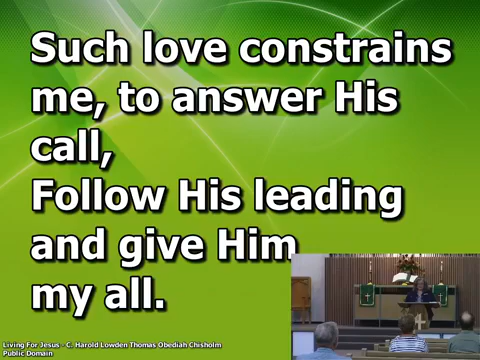 Such love constrains
me, to answer His
call,
Follow His leading
and give Him
my all.
Living For Jesus - C. Harold Lowden Thomas Obediah Chisholm
Public Domain